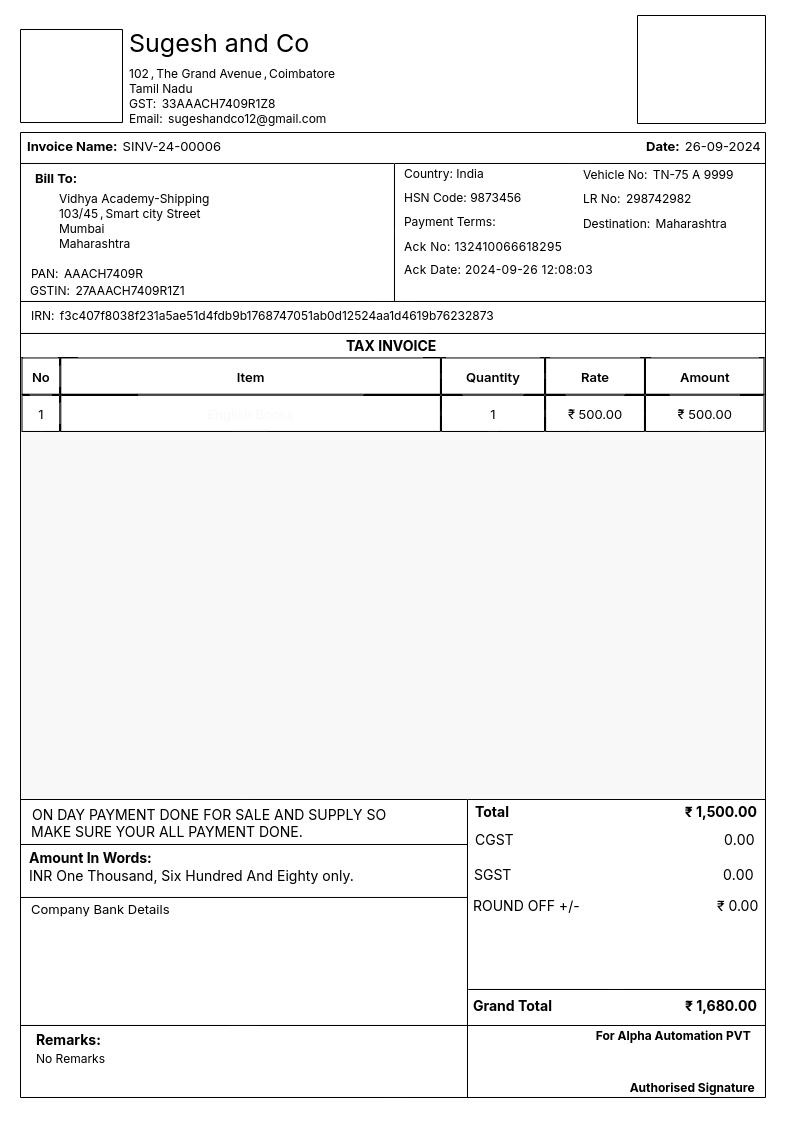 Sugesh and Co
102 , The Grand Avenue , Coimbatore
Tamil Nadu
GST: 33AAACH7409R1Z8
Email: sugeshandco12@gmail.com
Invoice Name: SINV-24-00006 Date: 26-09-2024
Bill To:
Vidhya Academy-Shipping
103/45 , Smart city Street
Mumbai
Maharashtra
PAN: AAACH7409R
GSTIN: 27AAACH7409R1Z1
Country: India Vehicle No: TN-75 A 9999
HSN Code: 9873456 LR No: 298742982
Payment Terms: Destination: Maharashtra
Ack No: 132410066618295
Ack Date: 2024-09-26 12:08:03
IRN: f3c407f8038f231a5ae51d4fdb9b1768747051ab0d12524aa1d4619b76232873
TAX INVOICE
No Item Quantity Rate Amount
1 English Books 1 ₹ 500.00 ₹ 500.00
ON DAY PAYMENT DONE FOR SALE AND SUPPLY SO
MAKE SURE YOUR ALL PAYMENT DONE.
Amount In Words:
INR One Thousand, Six Hundred And Eighty only.
Company Bank Details
Total ₹ 1,500.00
CGST 0.00
SGST 0.00
ROUND OFF +/- ₹ 0.00
Grand Total ₹ 1,680.00
Remarks:
No Remarks
For Alpha Automation PVT
Authorised Signature